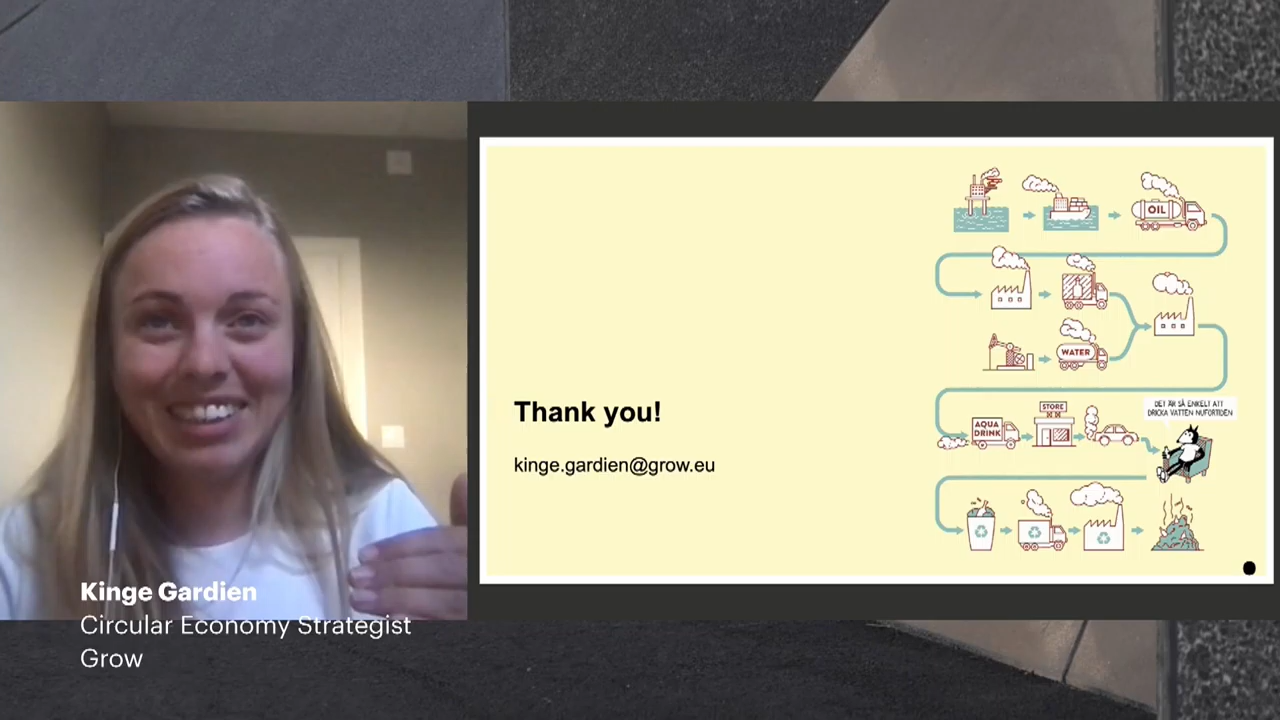 OIL
WATER
DET ÄR SÅ ENKELT ATT
DRICKA VATTEN NUFÖRTIDEN
STORE
AQUA
DRINK
Thank you!
kinge.gardien@grow.eu
Kinge Gardien
Circular Economy Strategist
Grow